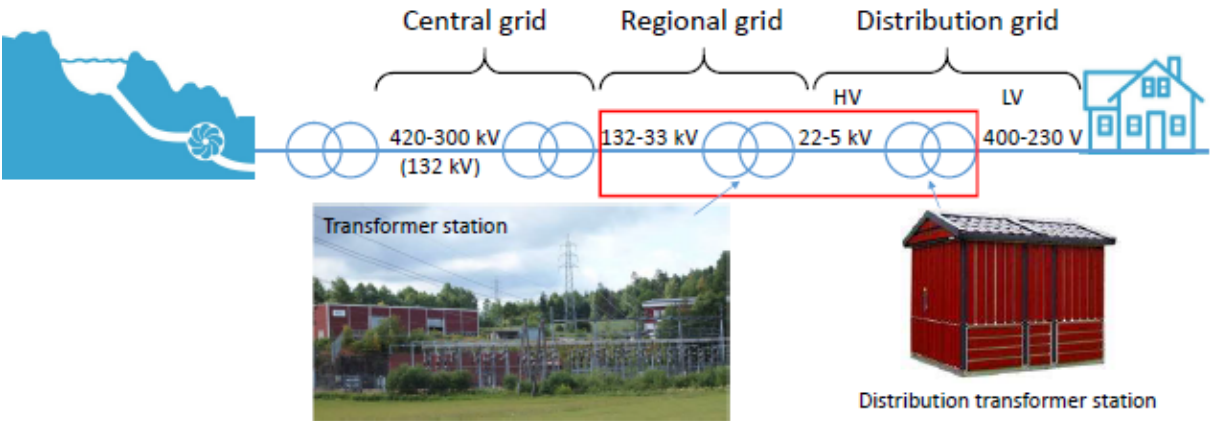 Central grid
Regional grid
Distribution grid
HV
LV
420-300 kV
(132 kV)
132-33 kV
22-5 kV
400-230 V
Transformer station
Distribution transformer station